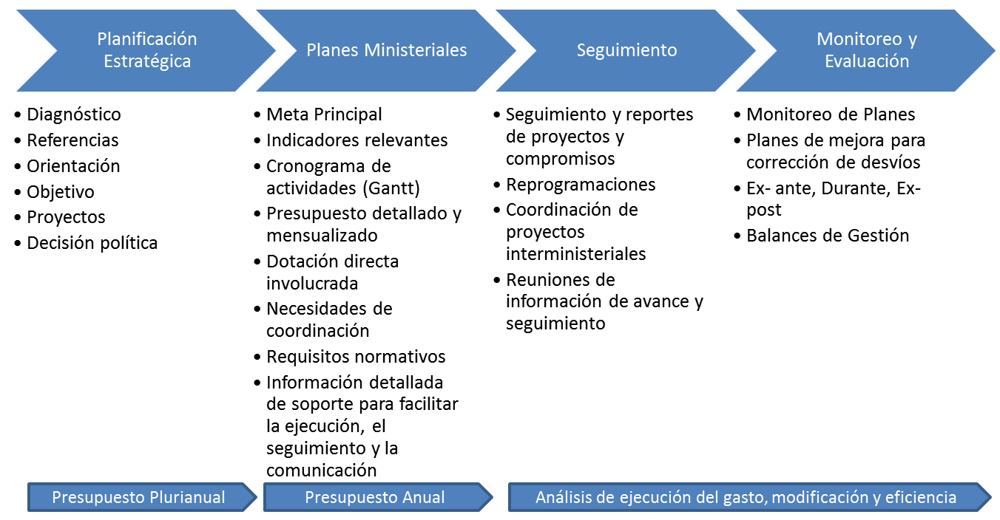 Planificación
Estratégica
• Diagnóstico
• Referencias
• Orientación
• Objetivo
• Proyectos
• Decisión política
Planes Ministeriales
• Meta Principal
• Indicadores relevantes
• Cronograma de
actividades (Gantt)
• Presupuesto detallado y
mensualizado
• Dotación directa
involucrada
• Necesidades de
coordinación
• Requisitos normativos
• Información detallada
de soporte para facilitar
la ejecución, el
seguimiento y la
comunicación
Seguimiento
• Seguimiento y reportes
de proyectos y
compromisos
• Reprogramaciones
• Coordinación de
proyectos
interministeriales
• Reuniones de
información de avance y
seguimiento
Monitoreo y
Evaluación
• Monitoreo de Planes
• Planes de mejora para
corrección de desvíos
• Ex- ante, Durante, Ex-
post
• Balances de Gestión
Presupuesto Plurianual
Presupuesto Anual
Análisis de ejecución del gasto, modificación y eficiencia